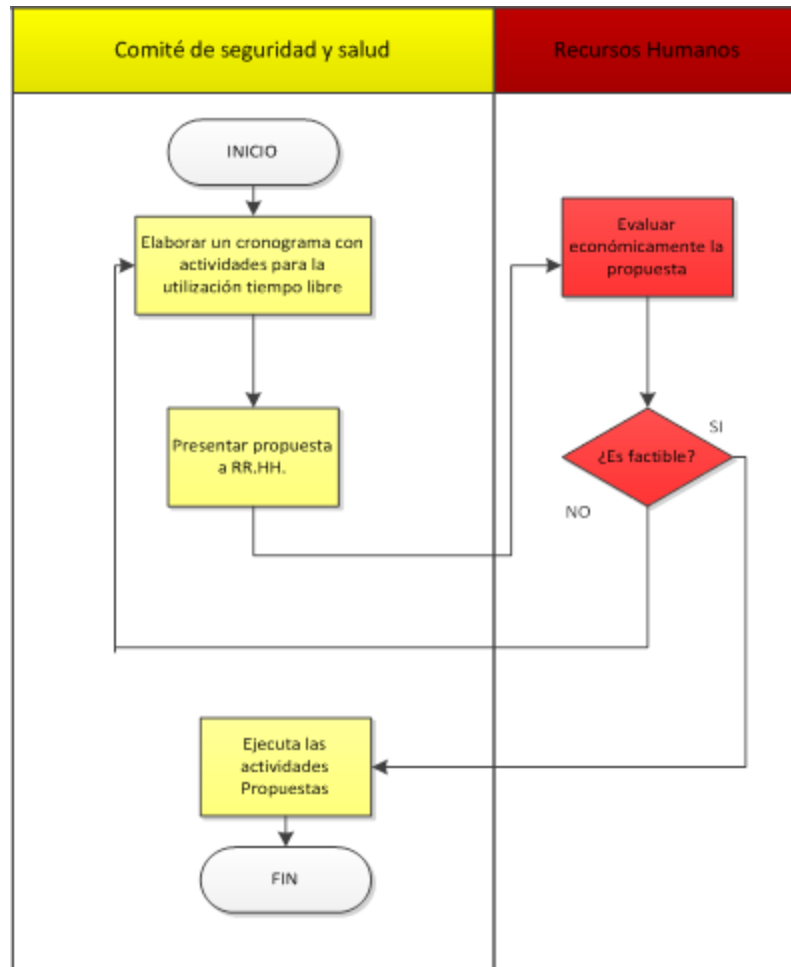 Comité de seguridad y salud
Recursos Humanos
INICIO
Elaborar un cronograma con
actividades para la
utilización tiempo libre
Evaluar
económicamente la
propuesta
Presentar propuesta
a RR.HH.
¿Es factible?
SI
NO
Ejecuta las
actividades
Propuestas
FIN